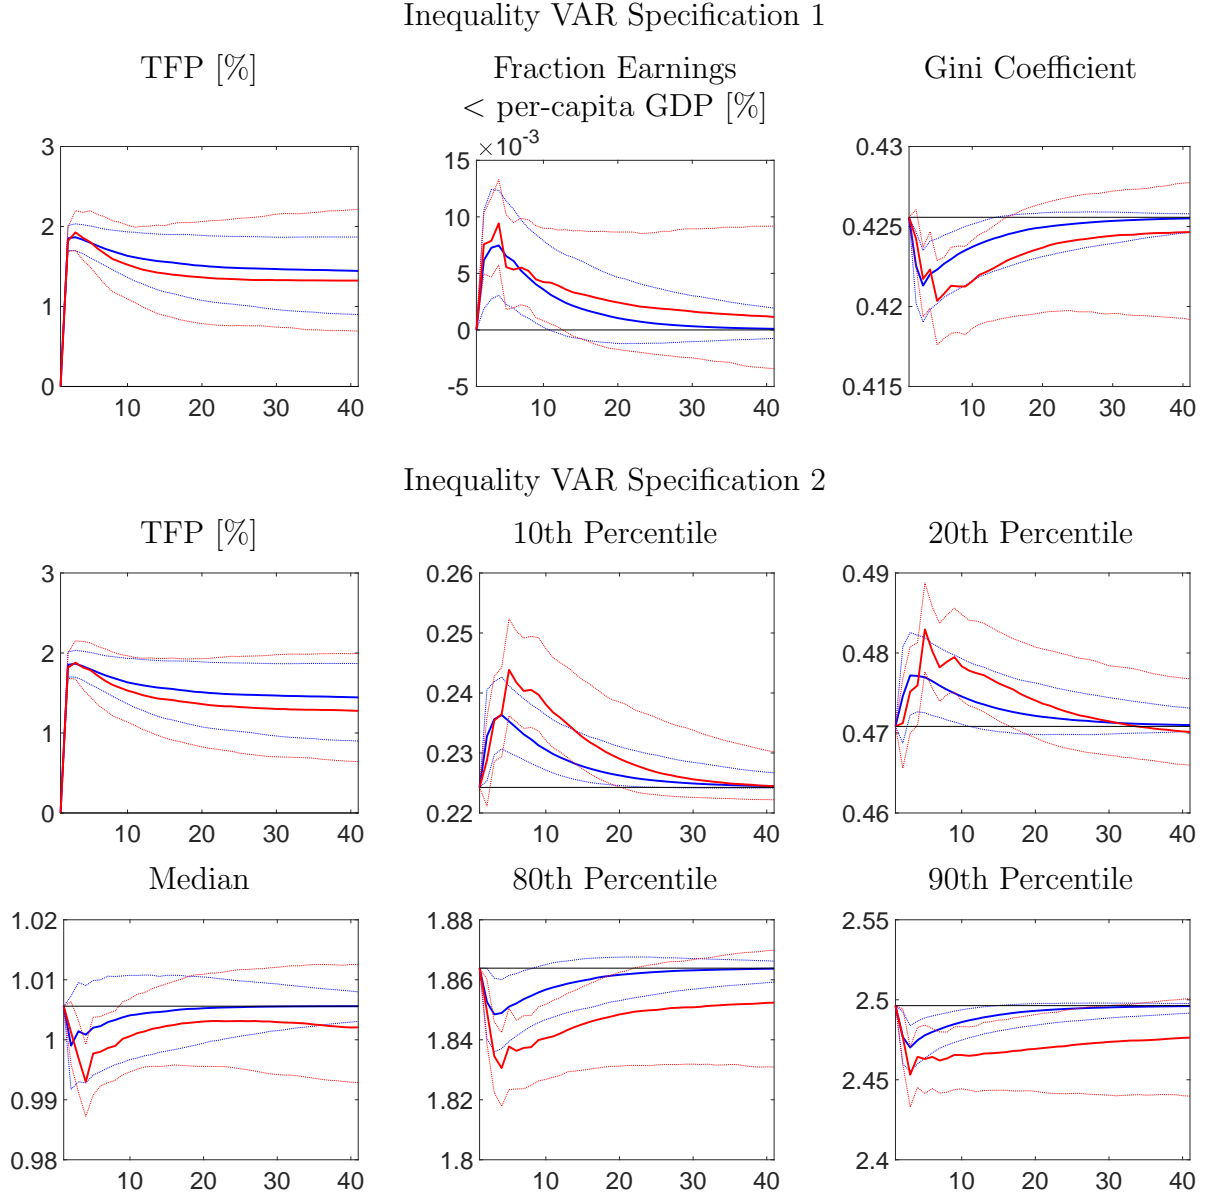 Inequality VAR Specification 1
TFP [%]
Fraction Earnings
< per-capita GDP [%]
Gini Coefficient
3
2
1
0
10 20 30 40
×10^-3
15
10
5
0
-5
10 20 30 40
0.43
0.425
0.42
0.415
10 20 30 40
Inequality VAR Specification 2
TFP [%]
10th Percentile
20th Percentile
3
2
1
0
10 20 30 40
0.26
0.25
0.24
0.23
0.22
10 20 30 40
0.49
0.48
0.47
0.46
10 20 30 40
Median
80th Percentile
90th Percentile
1.02
1.01
1
0.99
0.98
10 20 30 40
1.88
1.86
1.84
1.82
1.8
10 20 30 40
2.55
2.5
2.45
2.4
10 20 30 40